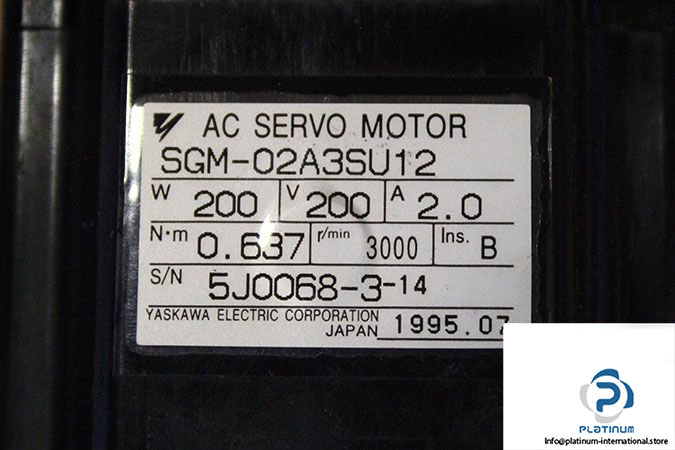 AC SERVO MOTOR
SGM-02A3SU12
W 200 V 200 A 2.0
N·m 0.637 r/min 3000 Ins. B
S/N 5J0068-3-14
YASKAWA ELECTRIC CORPORATION
JAPAN 1995.07
PLATINUM
Info@platinum-international.store